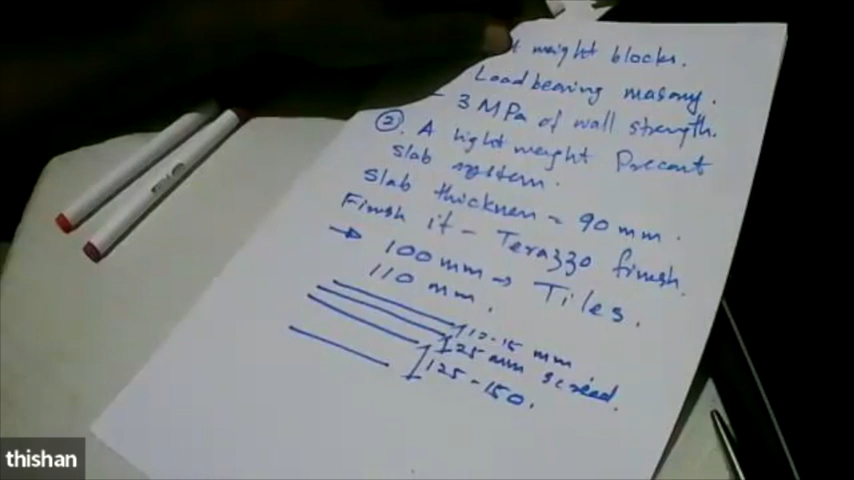 weight blocks.
Load bearing masonry.
- 3 MPa of wall strength.
② . A light weight Precast
slab system.
slab thickness = 90 mm.
Finish it - Terazzo finish.
→ 100 mm → Tiles.
110 mm.
10-15 mm
25 mm screed.
125-150.
thishan